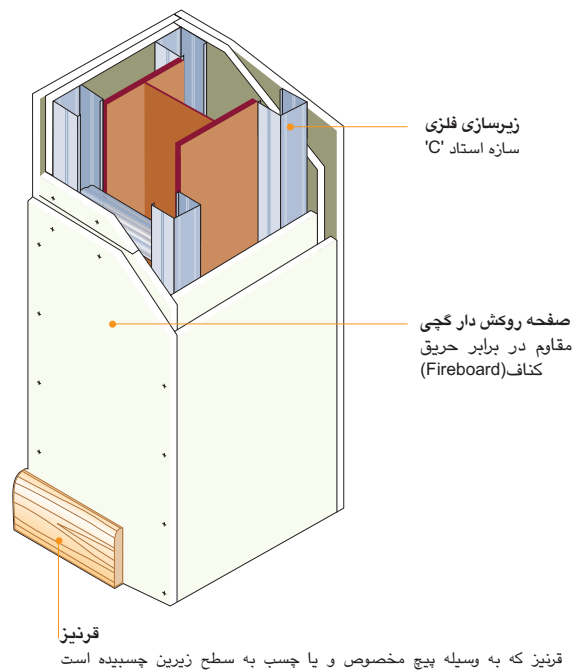 زیرسازی فلزی
سازه استاد 'C'
صفحه روکش دار گچی
مقاوم در برابر حریق
کناف(Fireboard)
قرنیز
قرنیز که به وسیله پیچ مخصوص و یا چسب به سطح زیرین چسبیده است